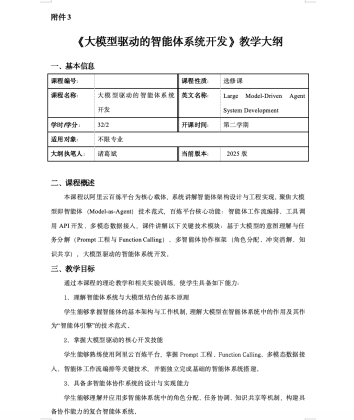 附件 3
《大模型驱动的智能体系统开发》教学大纲
一、基本信息
课程编号: 课程性质: 选修课
课程名称: 大模型驱动的智能体系统 英文名称: Large Model-Driven Agent
开发 System Development
学时/学分: 32/2 开课时间: 第二学期
适用对象: 不限专业
大纲执笔人: 诸葛斌 当前版本: 2025 版
二、课程概述
本课程以阿里云百炼平台为核心载体,系统讲解智能体架构设计与工程实现,聚焦大模
型即智能体 (Model-as-Agent) 技术范式,百炼平台核心功能:智能体工作流编排、工具调
用 API 开发、多模态数据接入。课件讲解以下关键技术模块:基于大模型的意图理解与任
务分解 (Prompt 工程与 Function Calling)、多智能体协作框架 (角色分配、冲突消解、知
识共享)、大模型驱动的智能体系统开发。
三、教学目标
通过本课程的理论教学和相关实验训练,使学生具备如下能力:
1、理解智能体系统与大模型结合的基本原理
学生能够掌握智能体的基本架构与工作机制,理解大模型在智能体系统中的作用及其作
为“智能体引擎”的技术范式。
2、掌握大模型驱动的核心开发技能
学生能够熟练使用阿里云百炼平台,掌握 Prompt 工程、Function Calling、多模态数据接
入、智能体工作流编排等关键技术,并能独立完成基础的智能体系统搭建。
3、具备多智能体协作系统的设计与实现能力
学生能够理解并应用多智能体系统中的角色分配、任务协调、知识共享等机制,构建具
备协作能力的复合智能体系统。